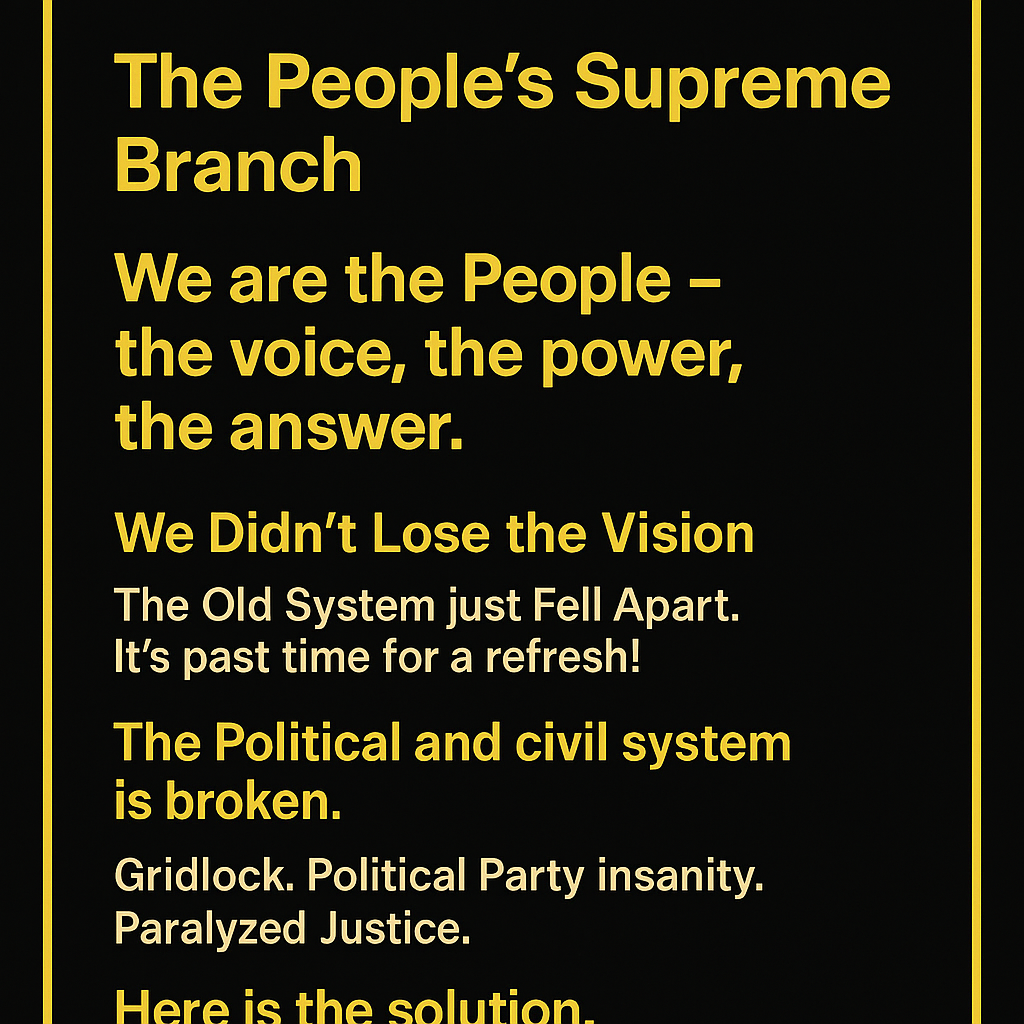 The People’s Supreme
Branch
We are the People –
the voice, the power,
the answer.
We Didn’t Lose the Vision
The Old System just Fell Apart.
It’s past time for a refresh!
The Political and civil system
is broken.
Gridlock. Political Party insanity.
Paralyzed Justice.
Here is the solution.